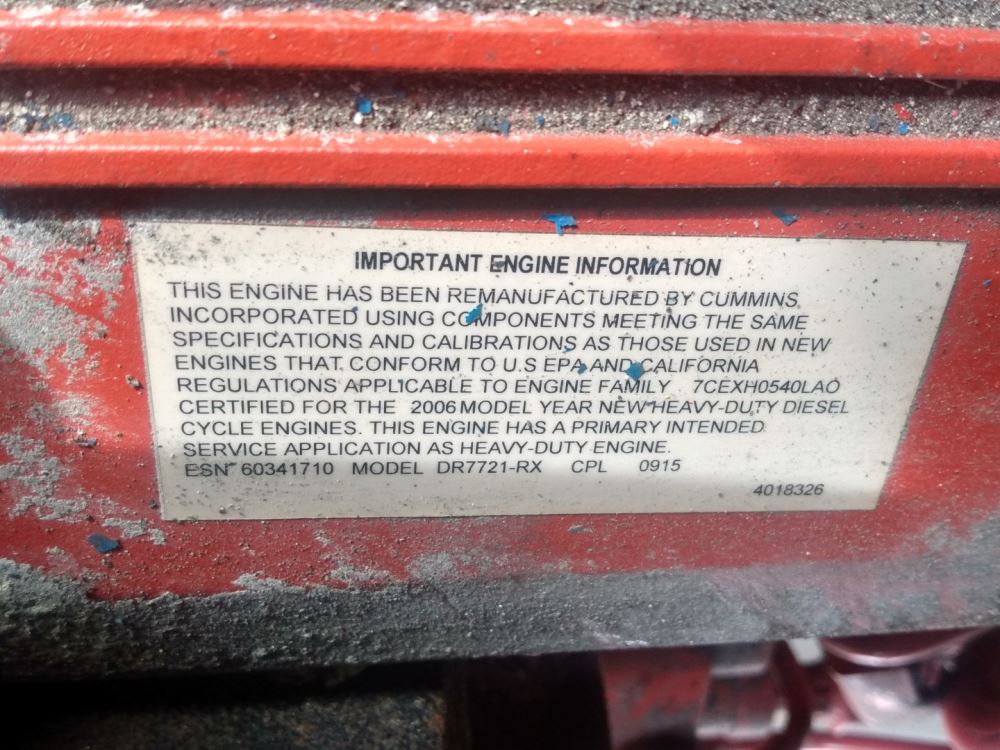 IMPORTANT ENGINE INFORMATION
THIS ENGINE HAS BEEN REMANUFACTURED BY CUMMINS,
INCORPORATED USING COMPONENTS MEETING THE SAME
SPECIFICATIONS AND CALIBRATIONS AS THOSE USED IN NEW
ENGINES THAT CONFORM TO U.S EPA AND CALIFORNIA
REGULATIONS APPLICABLE TO ENGINE FAMILY 7CEXH0540LAO
CERTIFIED FOR THE 2006 MODEL YEAR NEW HEAVY-DUTY DIESEL
CYCLE ENGINES. THIS ENGINE HAS A PRIMARY INTENDED
SERVICE APPLICATION AS HEAVY-DUTY ENGINE.
ESN 60341710 MODEL DR7721-RX CPL 0915
4018326